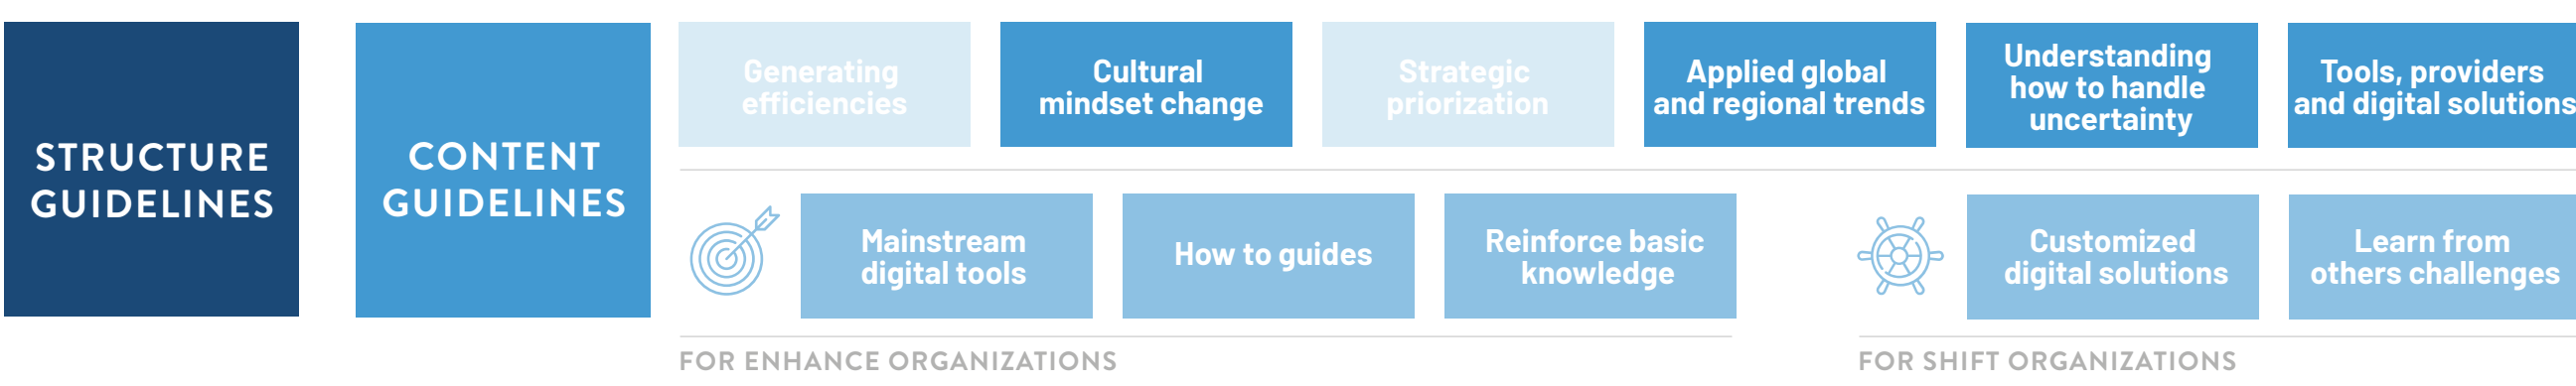 STRUCTURE
GUIDELINES
CONTENT
GUIDELINES
Generating
efficiencies
Cultural
mindset change
Strategic
priorization
Applied global
and regional trends
Understanding
how to handle
uncertainty
Tools, providers
and digital solutions
Mainstream
digital tools
How to guides
Reinforce basic
knowledge
Customized
digital solutions
Learn from
others challenges
FOR ENHANCE ORGANIZATIONS
FOR SHIFT ORGANIZATIONS